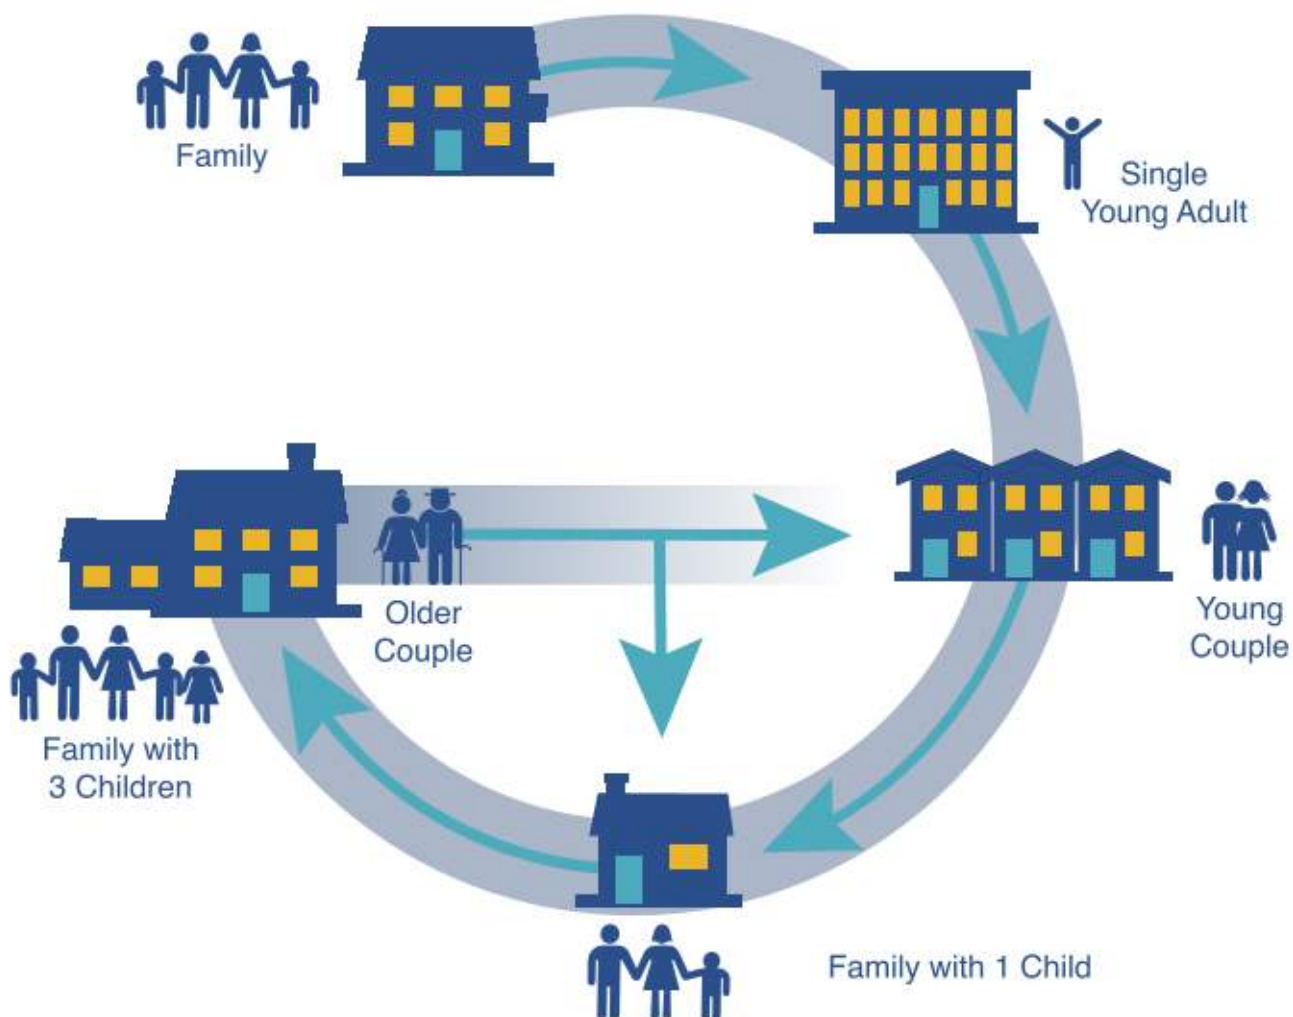 Family
Single
Young Adult
Older
Couple
Young
Couple
Family with
3 Children
Family with 1 Child